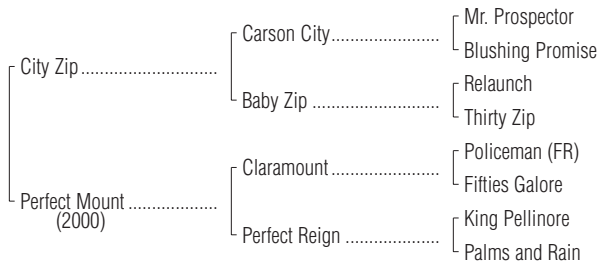 Mr. Prospector
Carson City
Blushing Promise
City Zip
Relaunch
Baby Zip
Thirty Zip
Policeman (FR)
Claramount
Fifties Galore
Perfect Mount
(2000)
King Pellinore
Perfect Reign
Palms and Rain